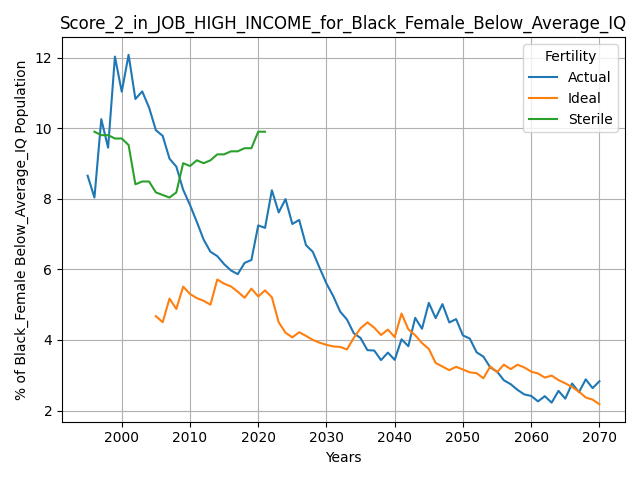 Score_2_in_JOB_HIGH_INCOME_for_Black_Female_Below_Average_IQ
% of Black_Female Below_Average_IQ Population
12
10
8
6
4
2
Fertility
Actual
Ideal
Sterile
2000 2010 2020 2030 2040 2050 2060 2070
Years